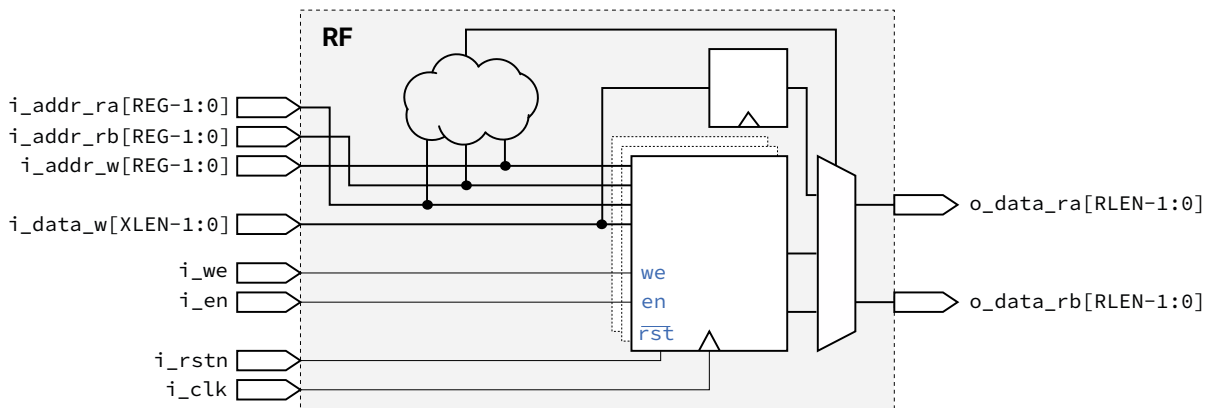 RF
i_addr_ra[REG-1:0]
i_addr_rb[REG-1:0]
i_addr_w[REG-1:0]
i_data_w[XLEN-1:0]
i_we
i_en
i_rstn
i_clk
we
en
rst
o_data_ra[RLEN-1:0]
o_data_rb[RLEN-1:0]